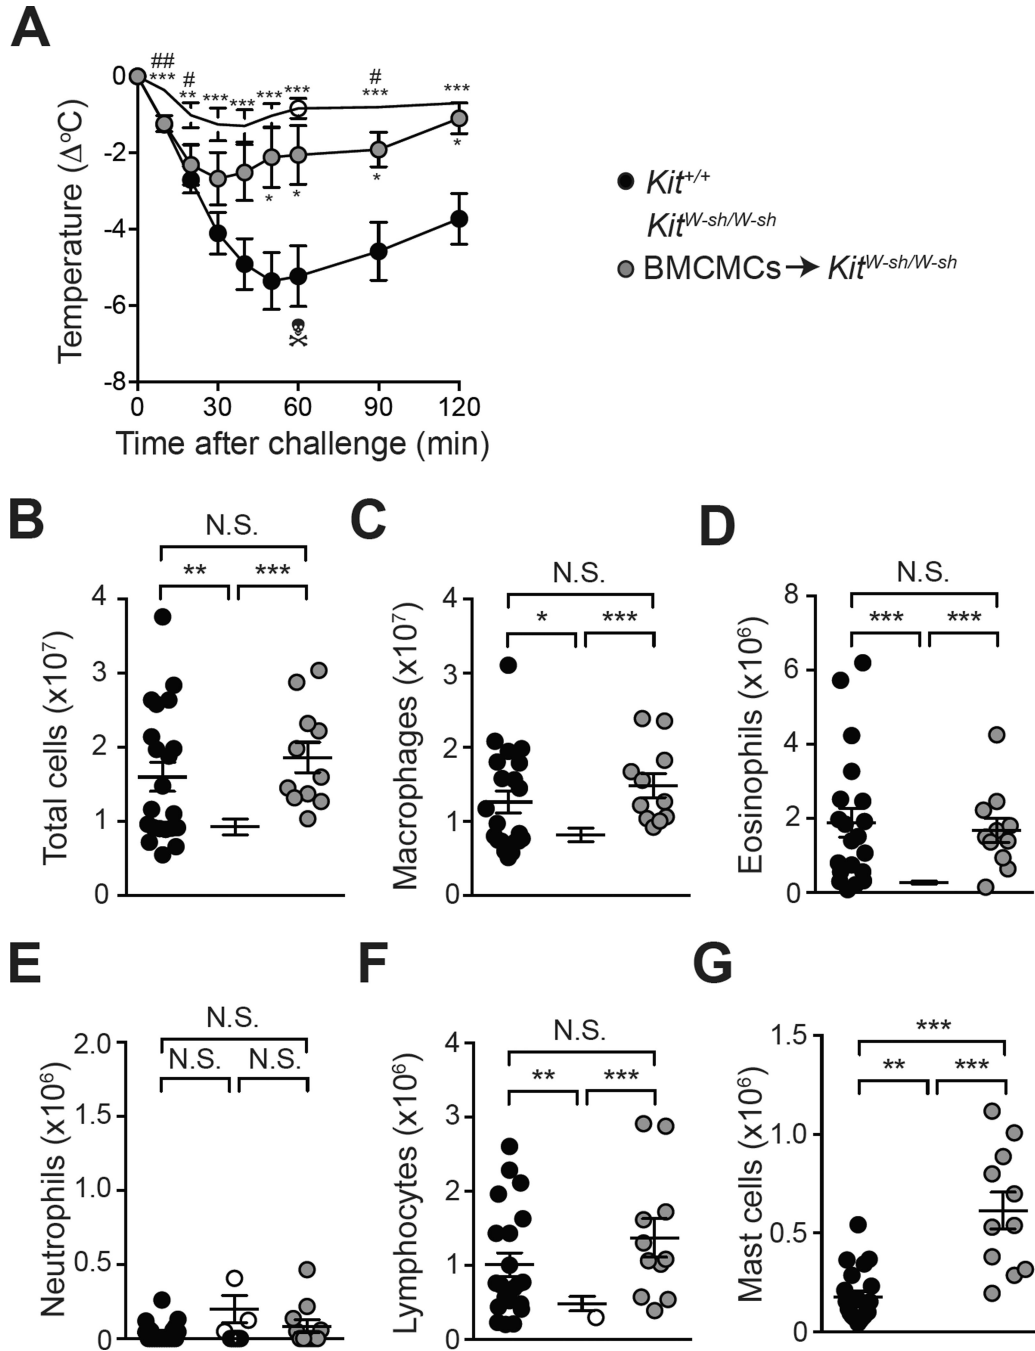 A
Temperature (ΔºC)
0
-2
-4
-6
-8
## *** # ** *** *** *** *** # *** ***
* * * *
0 30 60 90 120
Time after challenge (min)
Kit+/+
KitW-sh/W-sh
BMCMCs → KitW-sh/W-sh
B
N.S.
** ***
Total cells (x10⁷)
4
3
2
1
0
C
N.S.
* ***
Macrophages (x10⁷)
4
3
2
1
0
D
N.S.
*** ***
Eosinophils (x10⁶)
8
6
4
2
0
E
N.S.
N.S. N.S.
Neutrophils (x10⁶)
2.0
1.5
1.0
0.5
0
F
N.S.
** ***
Lymphocytes (x10⁶)
4
3
2
1
0
G
***
** ***
Mast cells (x10⁶)
1.5
1.0
0.5
0